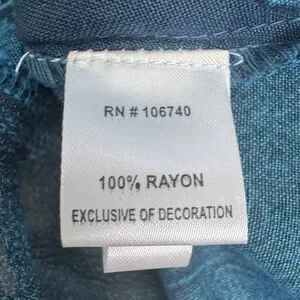 RN # 106740
100% RAYON
EXCLUSIVE OF DECORATION